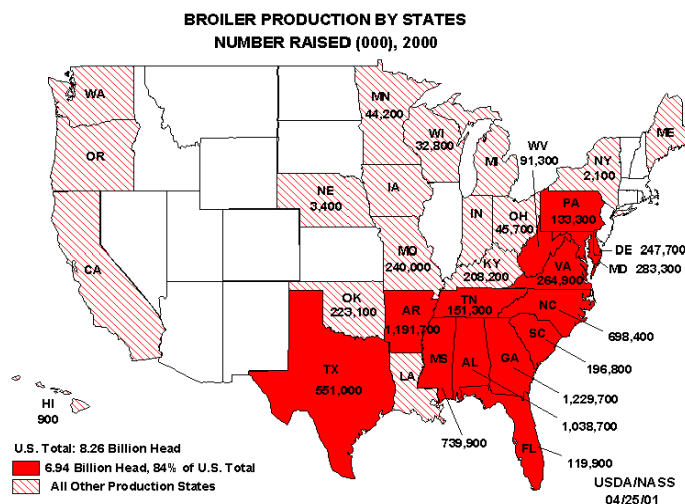 BROILER PRODUCTION BY STATES
NUMBER RAISED (000), 2000
WA
OR
CA
HI
900
NE
3,400
MN
44,200
IA
MO
240,000
WI
32,800
MI
IN
OH
45,700
KY
208,200
WV
91,300
NY
2,100
ME
PA
133,300
DE 247,700
MD 283,300
VA
264,900
NC
698,400
SC
196,800
TN
151,300
OK
223,100
AR
1,191,700
TX
551,000
LA
MS
739,900
AL
1,038,700
GA
1,229,700
FL
119,900
U.S. Total: 8.26 Billion Head
6.94 Billion Head, 84% of U.S. Total
All Other Production States
USDA/NASS
04/25/01